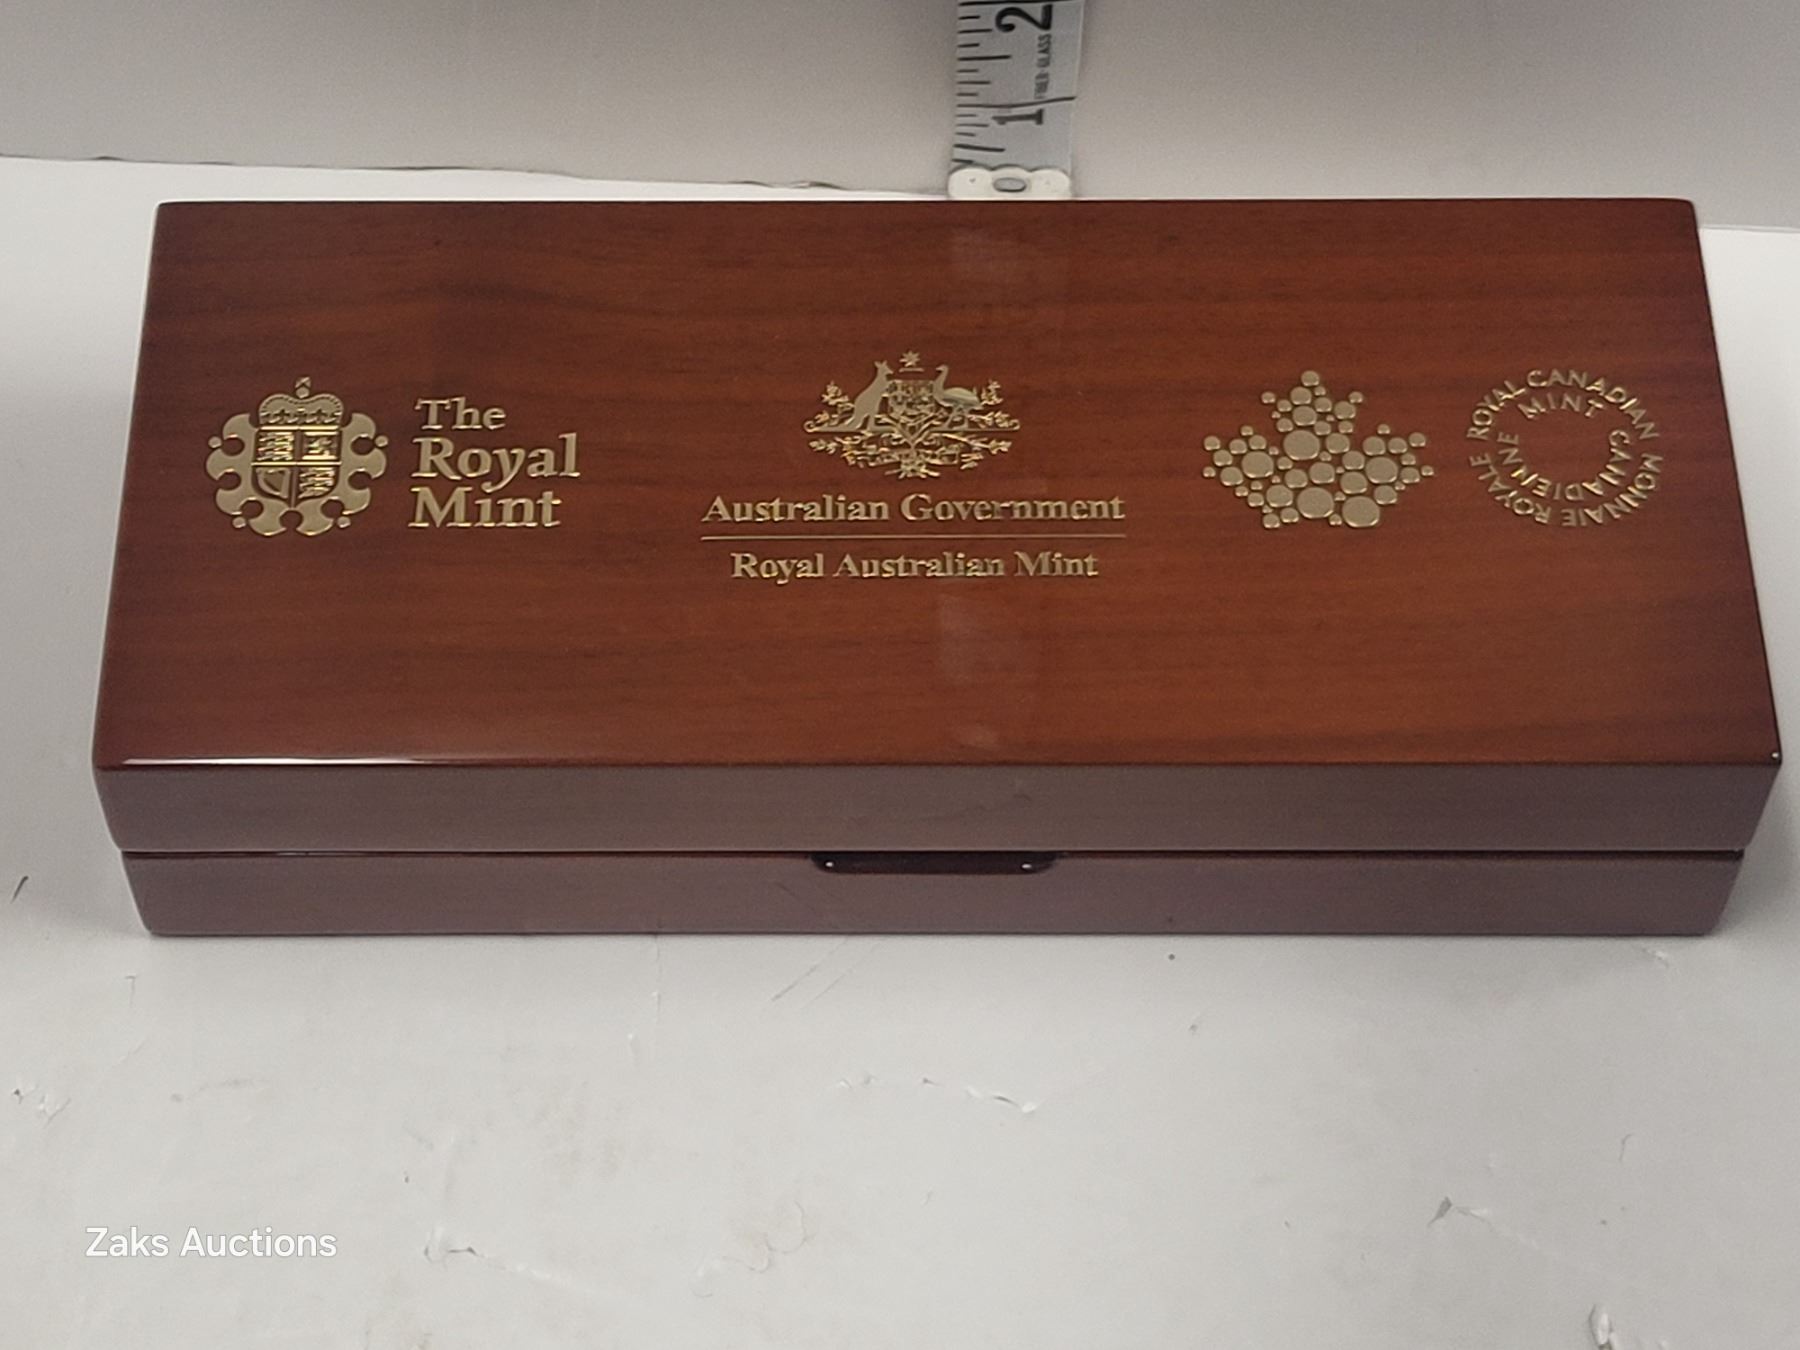 2
1
FIBER-GLASS
The
Royal
Mint
Australian Government
Royal Australian Mint
ROYAL CANADIAN MINT
MONNAIE ROYALE CANADIENNE
Zaks Auctions